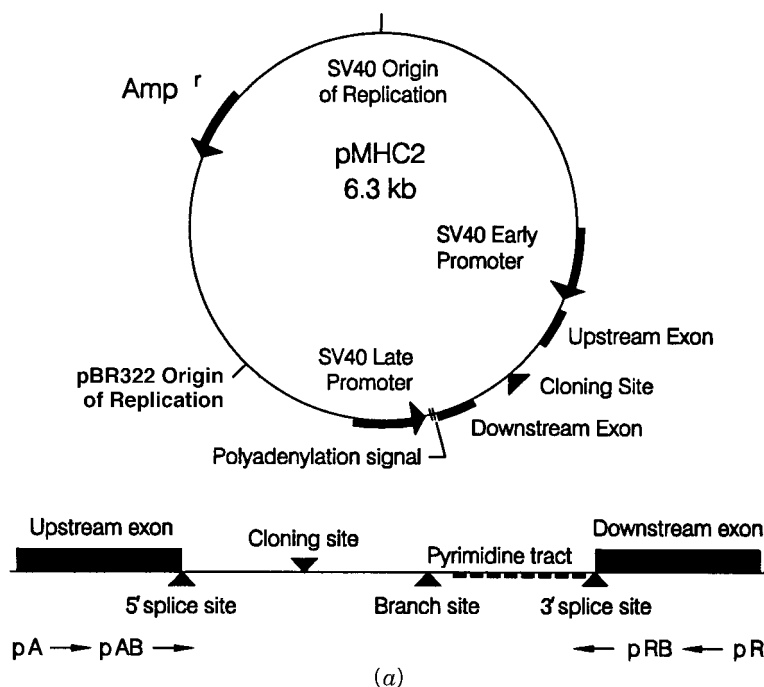 SV40 Origin
of Replication
Amp r
pMHC2
6.3 kb
SV40 Early
Promoter
Upstream Exon
SV40 Late
Promoter
pBR322 Origin
of Replication
Cloning Site
Downstream Exon
Polyadenylation signal
Upstream exon
Cloning site
Pyrimidine tract
Downstream exon
5' splice site
Branch site
3' splice site
pA
pAB
pRB
pR
(a)